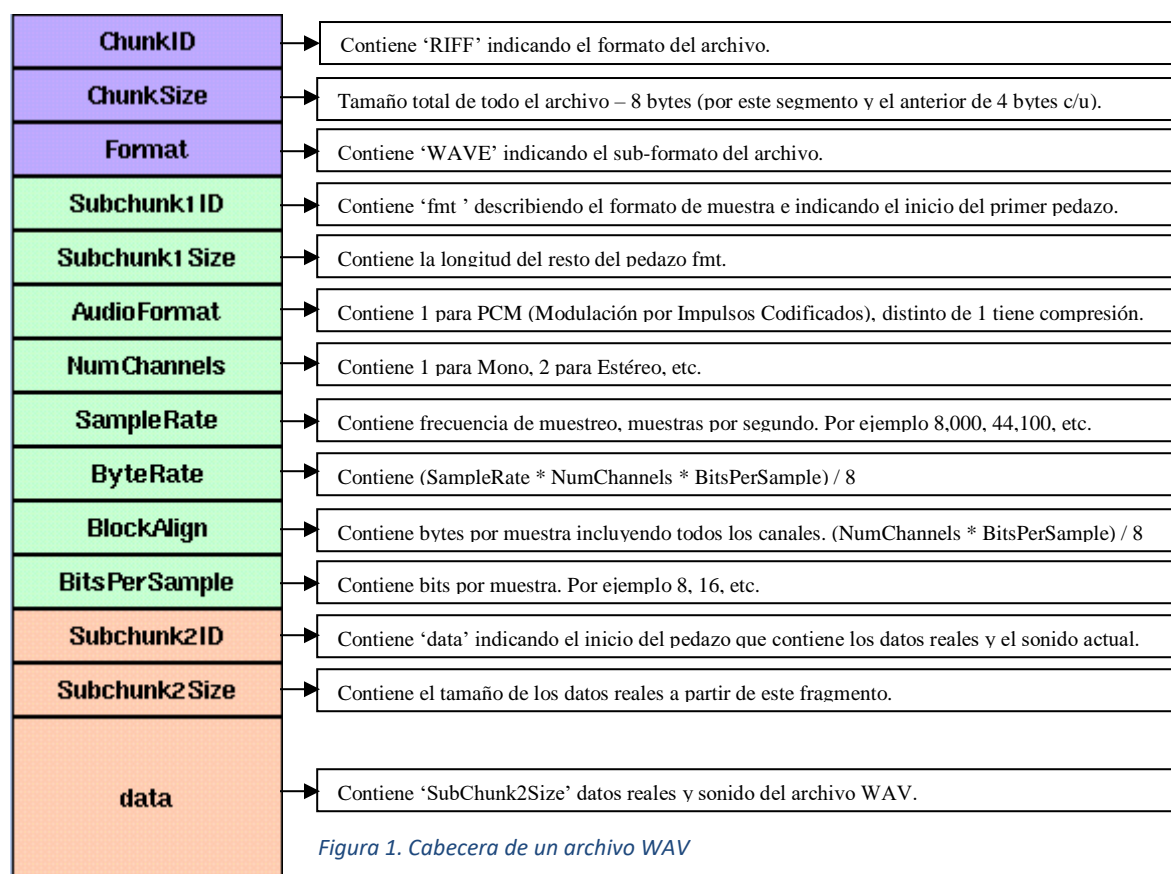 ChunkID
Contiene ‘RIFF’ indicando el formato del archivo.
ChunkSize
Tamaño total de todo el archivo – 8 bytes (por este segmento y el anterior de 4 bytes c/u).
Format
Contiene ‘WAVE’ indicando el sub-formato del archivo.
Subchunk1ID
Contiene ‘fmt ’ describiendo el formato de muestra e indicando el inicio del primer pedazo.
Subchunk1Size
Contiene la longitud del resto del pedazo fmt.
AudioFormat
Contiene 1 para PCM (Modulación por Impulsos Codificados), distinto de 1 tiene compresión.
NumChannels
Contiene 1 para Mono, 2 para Estéreo, etc.
SampleRate
Contiene frecuencia de muestreo, muestras por segundo. Por ejemplo 8,000, 44,100, etc.
ByteRate
Contiene (SampleRate * NumChannels * BitsPerSample) / 8
BlockAlign
Contiene bytes por muestra incluyendo todos los canales. (NumChannels * BitsPerSample) / 8
BitsPerSample
Contiene bits por muestra. Por ejemplo 8, 16, etc.
Subchunk2ID
Contiene ‘data’ indicando el inicio del pedazo que contiene los datos reales y el sonido actual.
Subchunk2Size
Contiene el tamaño de los datos reales a partir de este fragmento.
data
Contiene ‘SubChunk2Size’ datos reales y sonido del archivo WAV.
Figura 1. Cabecera de un archivo WAV